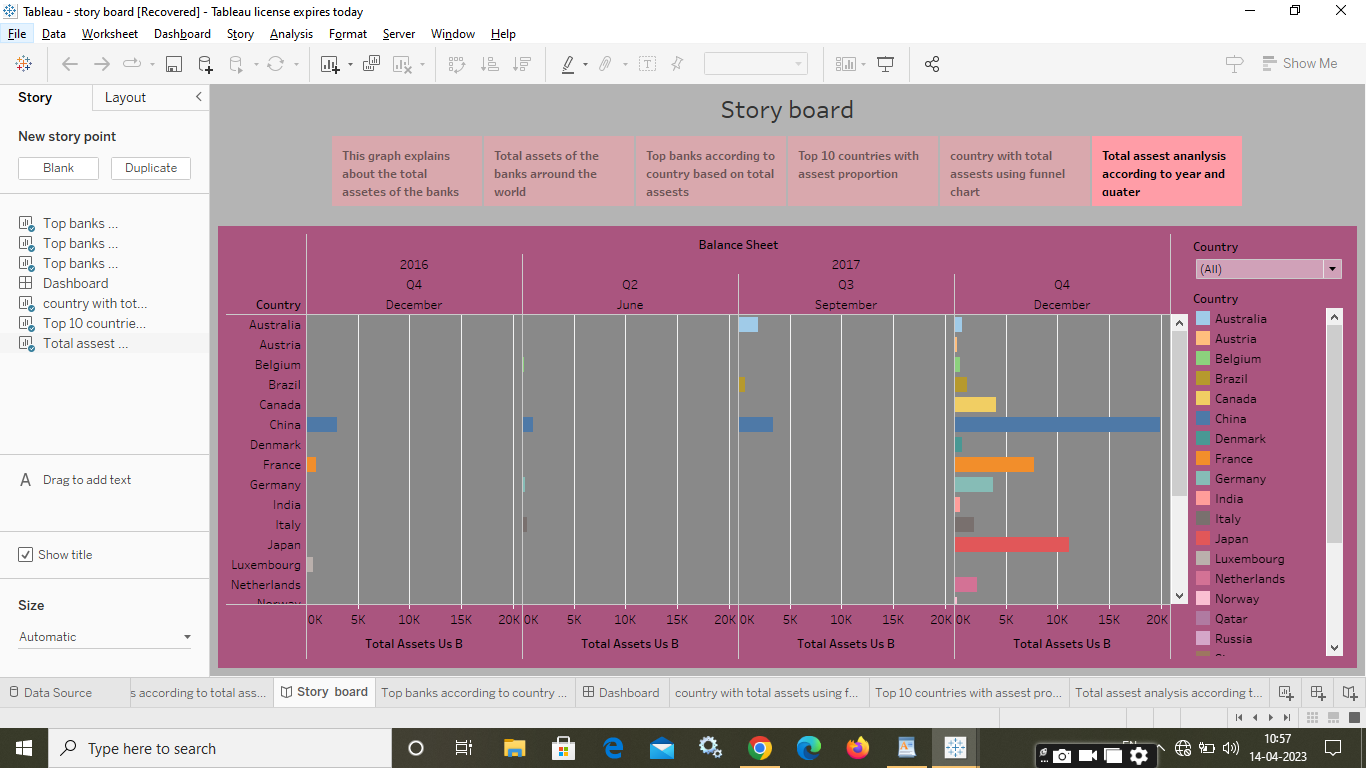 Tableau - story board [Recovered] - Tableau license expires today
File Data Worksheet Dashboard Story Analysis Format Server Window Help
Show Me
Story Layout
New story point
Blank Duplicate
Top banks ...
Top banks ...
Top banks ...
Dashboard
country with tot...
Top 10 countrie...
Total assest ...
A Drag to add text
Show title
Size
Automatic
Story board
This graph explains
about the total
assetes of the banks
Total assets of the
banks arround the
world
Top banks according to
country based on total
assests
Top 10 countries with
assest proportion
country with total
assests using funnel
chart
Total assest ananlysis
according to year and
quater
Balance Sheet
2016 2017
Q4 Q2 Q3 Q4
Country December June September December
Australia
Austria
Belgium
Brazil
Canada
China
Denmark
France
Germany
India
Italy
Japan
Luxembourg
Netherlands
Norway
0K 5K 10K 15K 20K 0K 5K 10K 15K 20K 0K 5K 10K 15K 20K 0K 5K 10K 15K 20K
Total Assets Us B Total Assets Us B Total Assets Us B Total Assets Us B
Country
(All)
Country
Australia
Austria
Belgium
Brazil
Canada
China
Denmark
France
Germany
India
Italy
Japan
Luxembourg
Netherlands
Norway
Qatar
Russia
Data Source s according to total ass... Story board Top banks according to country ... Dashboard country with total assets using f... Top 10 countries with assest pro... Total assest analysis according t...
Type here to search
10:57
14-04-2023